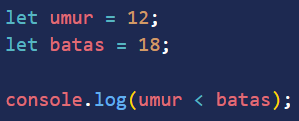 let umur = 12;
let batas = 18;
console.log(umur < batas);